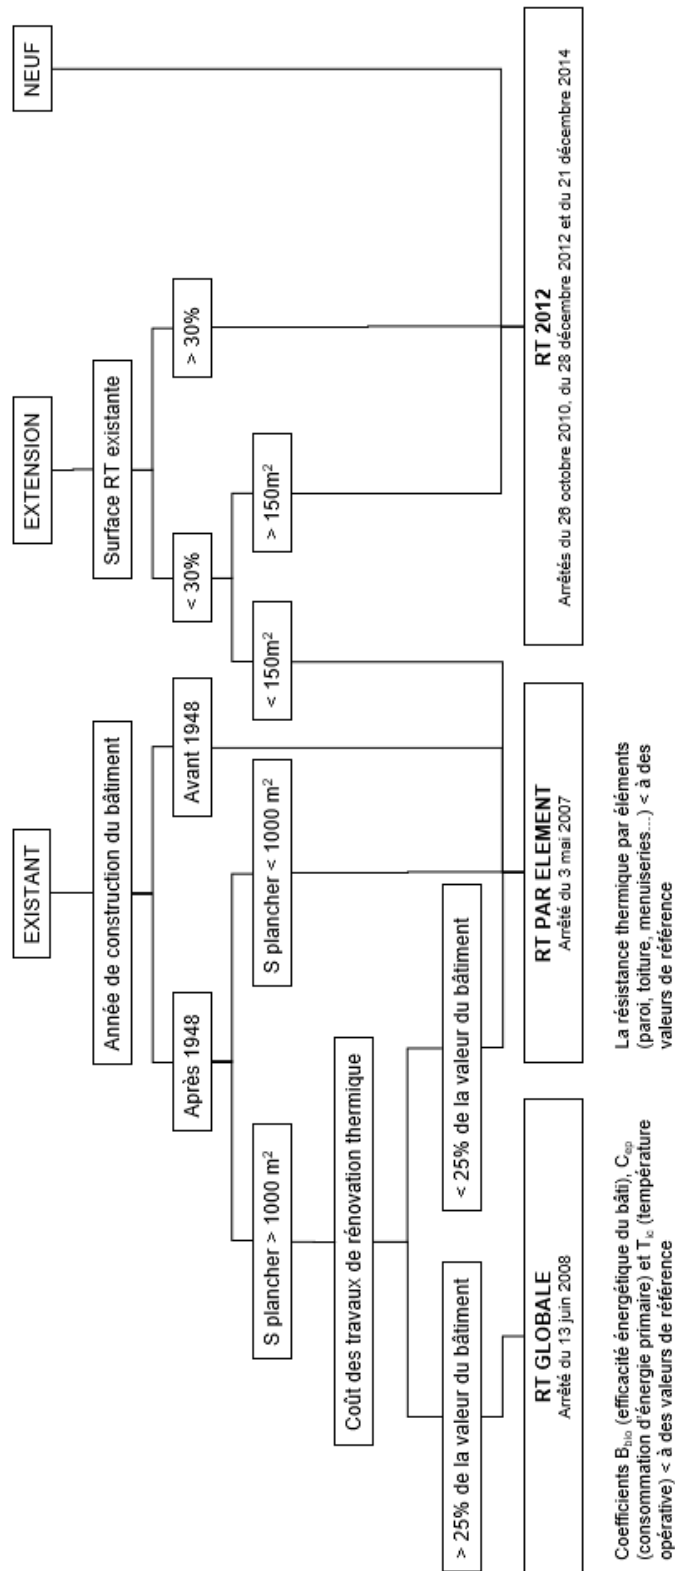 EXISTANT
EXTENSION
NEUF
Année de construction du bâtiment
Surface RT existante
Après 1948
Avant 1948
< 30%
> 30%
S plancher > 1000 m²
S plancher < 1000 m²
< 150m²
> 150m²
Coût des travaux de rénovation thermique
> 25% de la valeur du bâtiment
< 25% de la valeur du bâtiment
RT GLOBALE
Arrêté du 13 juin 2008
RT PAR ELEMENT
Arrêté du 3 mai 2007
RT 2012
Arrêtés du 26 octobre 2010, du 28 décembre 2012 et du 21 décembre 2014
Coefficients Bbio (efficacité énergétique du bâti), Cep
(consommation d'énergie primaire) et Tic (température
opérative) < à des valeurs de référence
La résistance thermique par éléments
(paroi, toiture, menuiseries...) < à des
valeurs de référence